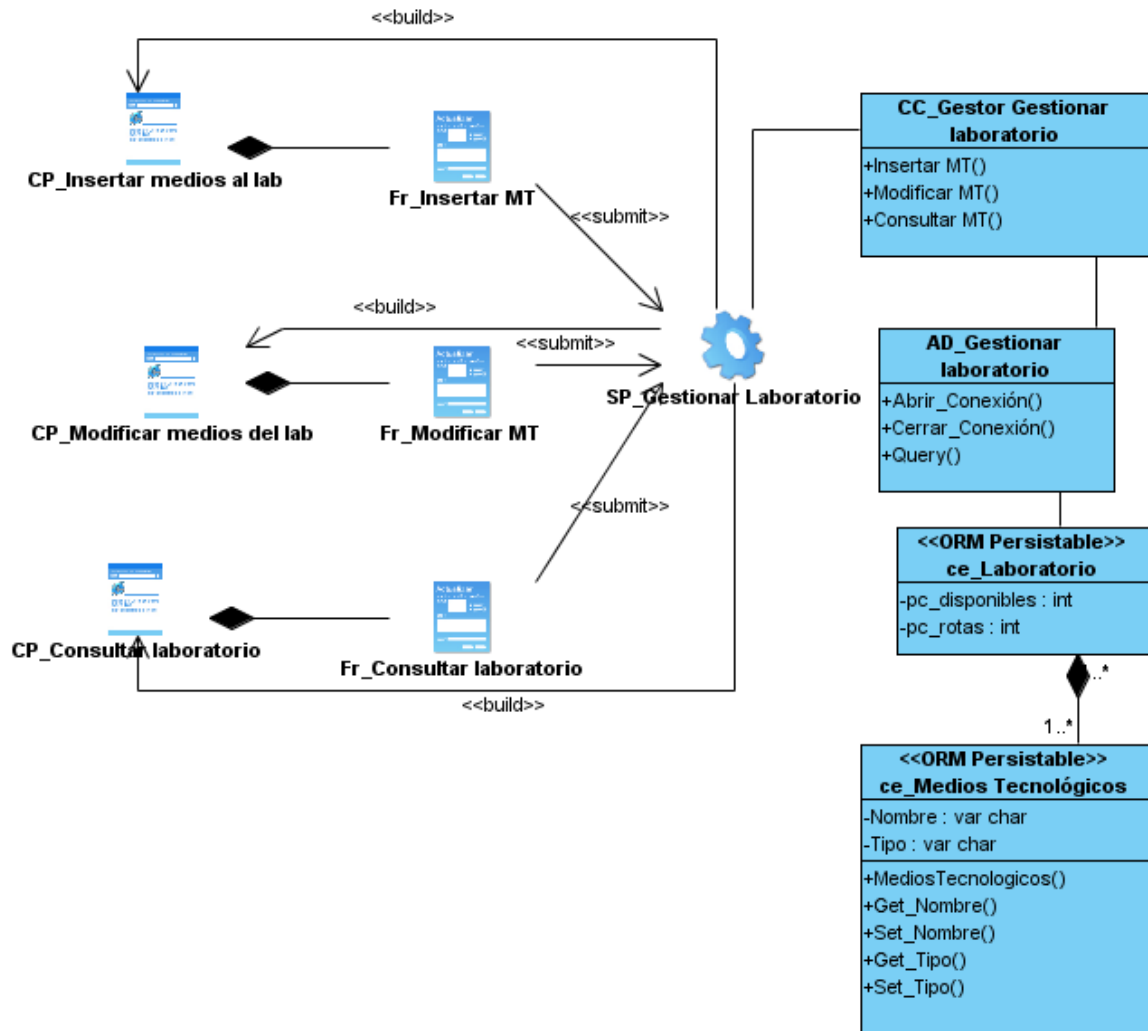 <<build>>
CP_Insertar medios al lab
Actualizar
Fr_Insertar MT
<<submit>>
<<build>>
<<submit>>
CP_Modificar medios del lab
Actualizar
Fr_Modificar MT
SP_Gestionar Laboratorio
<<submit>>
CP_Consultar laboratorio
Actualizar
Fr_Consultar laboratorio
<<build>>
CC_Gestor Gestionar
laboratorio
+Insertar MT()
+Modificar MT()
+Consultar MT()
AD_Gestionar
laboratorio
+Abrir_Conexión()
+Cerrar_Conexión()
+Query()
<<ORM Persistable>>
ce_Laboratorio
-pc_disponibles : int
-pc_rotas : int
..*
1..*
<<ORM Persistable>>
ce_Medios Tecnológicos
-Nombre : var char
-Tipo : var char
+MediosTecnologicos()
+Get_Nombre()
+Set_Nombre()
+Get_Tipo()
+Set_Tipo()